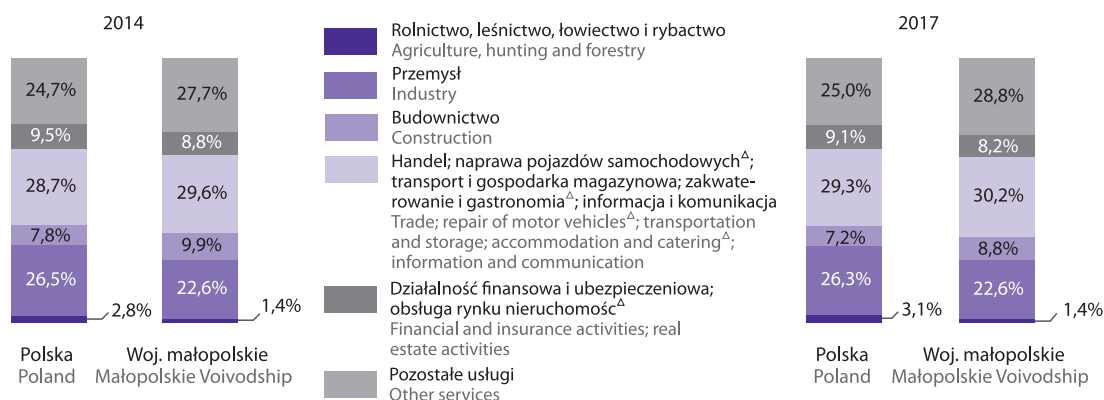 2014
24,7%
9,5%
28,7%
7,8%
26,5%
2,8%
Polska
Poland
27,7%
8,8%
29,6%
9,9%
22,6%
1,4%
Woj. małopolskie
Małopolskie Voivodship
Rolnictwo, leśnictwo, łowiectwo i rybactwo
Agriculture, hunting and forestry
Przemysł
Industry
Budownictwo
Construction
Handel; naprawa pojazdów samochodowych△;
transport i gospodarka magazynowa; zakwate-
rowanie i gastronomia△; informacja i komunikacja
Trade; repair of motor vehicles△; transportation
and storage; accommodation and catering△;
information and communication
Działalność finansowa i ubezpieczeniowa;
obsługa rynku nieruchomośc△
Financial and insurance activities; real
estate activities
Pozostałe usługi
Other services
2017
25,0%
9,1%
29,3%
7,2%
26,3%
3,1%
Polska
Poland
28,8%
8,2%
30,2%
8,8%
22,6%
1,4%
Woj. małopolskie
Małopolskie Voivodship